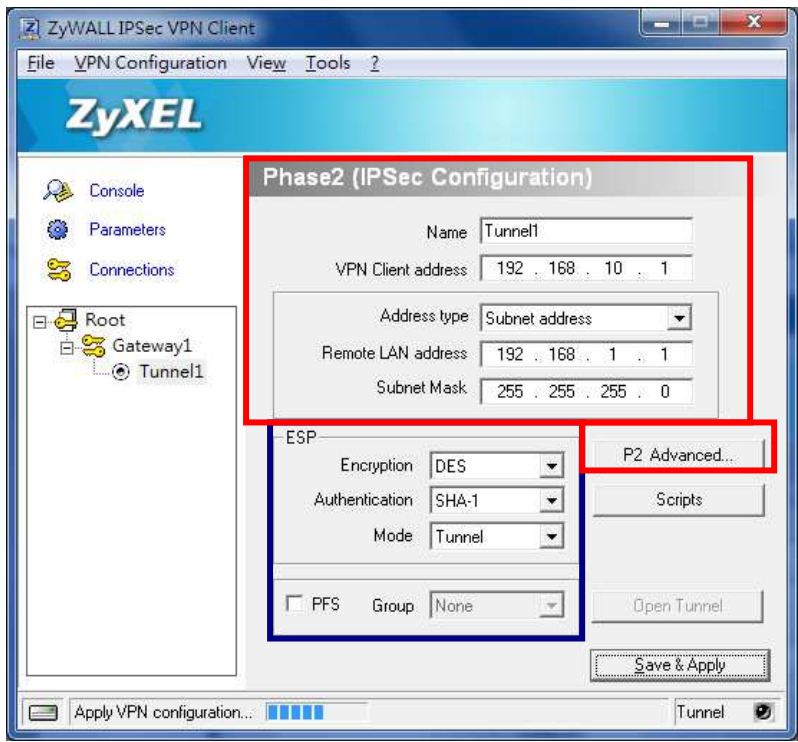 ZyWALL IPSec VPN Client
File VPN Configuration View Tools ?
ZyXEL
Console
Parameters
Connections
Root
Gateway1
Tunnel1
Phase2 (IPSec Configuration)
Name Tunnel1
VPN Client address 192 . 168 . 10 . 1
Address type Subnet address
Remote LAN address 192 . 168 . 1 . 1
Subnet Mask 255 . 255 . 255 . 0
ESP
Encryption DES
Authentication SHA-1
Mode Tunnel
PFS Group None
P2 Advanced...
Scripts
Open Tunnel
Save & Apply
Apply VPN configuration...
Tunnel